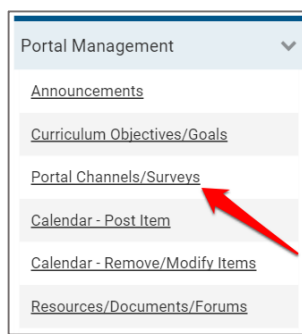 Portal Management
Announcements
Curriculum Objectives/Goals
Portal Channels/Surveys
Calendar - Post Item
Calendar - Remove/Modify Items
Resources/Documents/Forums